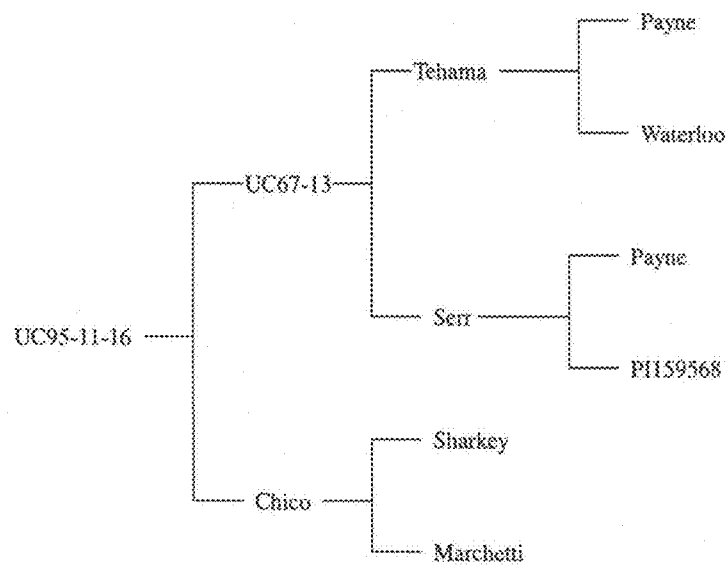 Payne
Tehama
Waterloo
UC67-13
Payne
Serr
UC95-11-16
PI159568
Sharkey
Chico
Marchetti